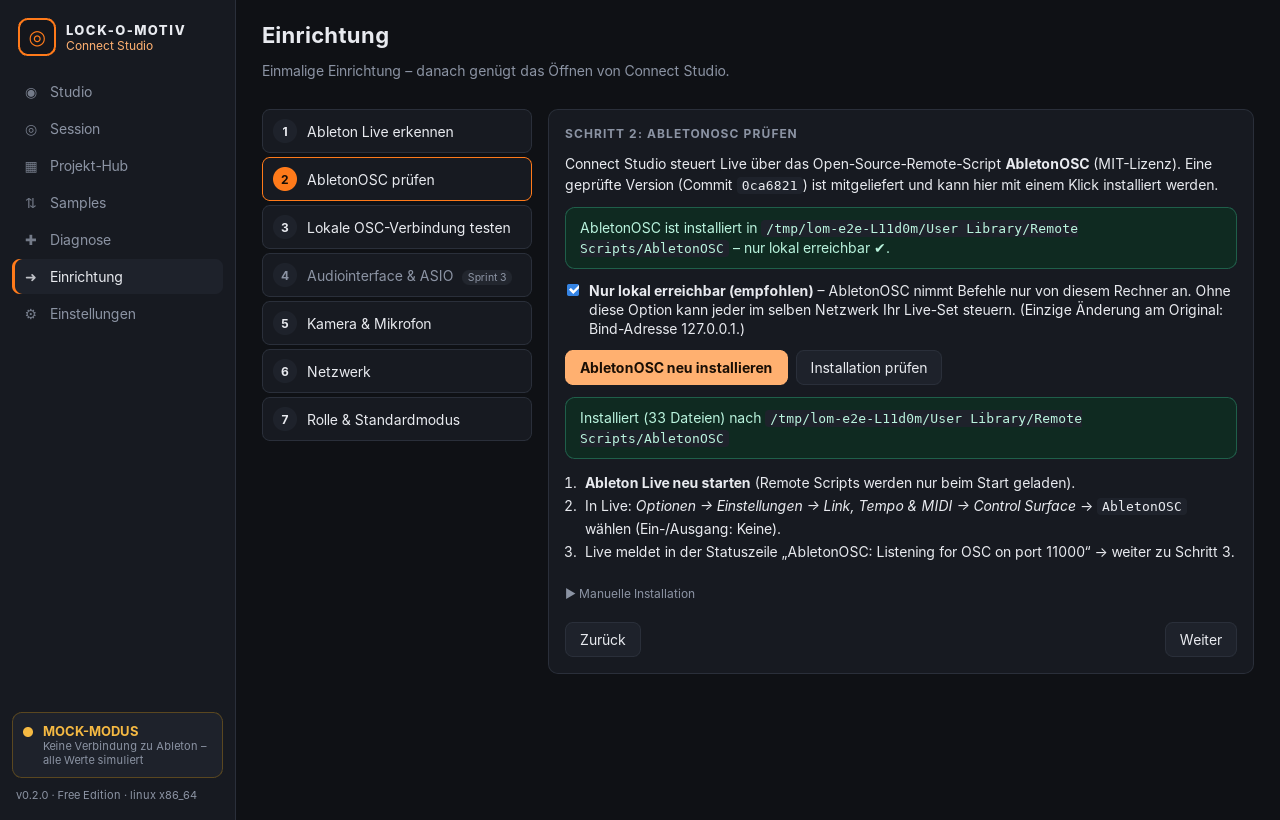 LOCK-O-MOTIV
Connect Studio
Studio
Session
Projekt-Hub
Samples
Diagnose
Einrichtung
Einstellungen
MOCK-MODUS
Keine Verbindung zu Ableton –
alle Werte simuliert
v0.2.0 · Free Edition · linux x86_64
Einrichtung
Einmalige Einrichtung – danach genügt das Öffnen von Connect Studio.
1 Ableton Live erkennen
2 AbletonOSC prüfen
3 Lokale OSC-Verbindung testen
4 Audiointerface & ASIO Sprint 3
5 Kamera & Mikrofon
6 Netzwerk
7 Rolle & Standardmodus
SCHRITT 2: ABLETONOSC PRÜFEN
Connect Studio steuert Live über das Open-Source-Remote-Script AbletonOSC (MIT-Lizenz). Eine
geprüfte Version (Commit 0ca6821 ) ist mitgeliefert und kann hier mit einem Klick installiert werden.
AbletonOSC ist installiert in /tmp/lom-e2e-L11d0m/User Library/Remote
Scripts/AbletonOSC – nur lokal erreichbar ✔.
Nur lokal erreichbar (empfohlen) – AbletonOSC nimmt Befehle nur von diesem Rechner an. Ohne
diese Option kann jeder im selben Netzwerk Ihr Live-Set steuern. (Einzige Änderung am Original:
Bind-Adresse 127.0.0.1.)
AbletonOSC neu installieren
Installation prüfen
Installiert (33 Dateien) nach /tmp/lom-e2e-L11d0m/User Library/Remote
Scripts/AbletonOSC
1. Ableton Live neu starten (Remote Scripts werden nur beim Start geladen).
2. In Live: Optionen → Einstellungen → Link, Tempo & MIDI → Control Surface → AbletonOSC
wählen (Ein-/Ausgang: Keine).
3. Live meldet in der Statuszeile „AbletonOSC: Listening for OSC on port 11000“ → weiter zu Schritt 3.
▶ Manuelle Installation
Zurück
Weiter